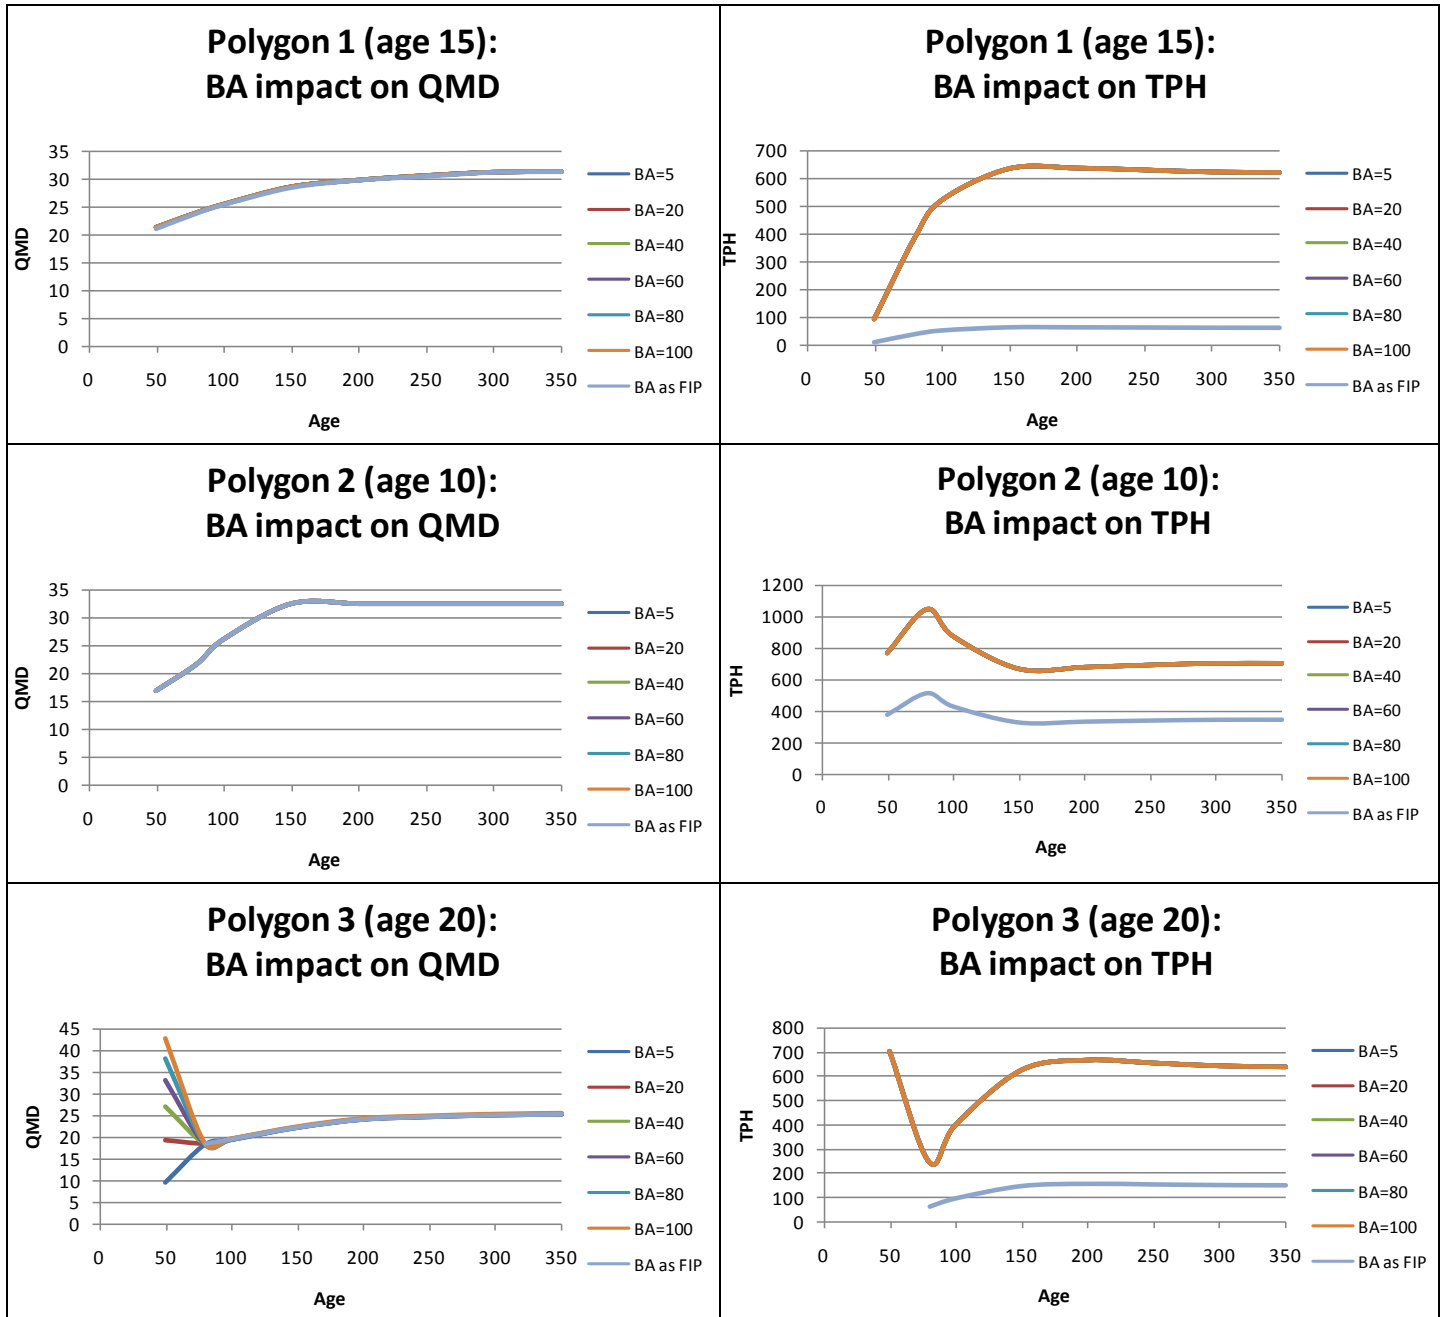 Polygon 1 (age 15):
BA impact on QMD
35
30
25
20
15
10
5
0
QMD
0 50 100 150 200 250 300 350
Age
BA=5
BA=20
BA=40
BA=60
BA=80
BA=100
BA as FIP
Polygon 1 (age 15):
BA impact on TPH
700
600
500
400
300
200
100
0
TPH
0 50 100 150 200 250 300 350
Age
BA=5
BA=20
BA=40
BA=60
BA=80
BA=100
BA as FIP
Polygon 2 (age 10):
BA impact on QMD
35
30
25
20
15
10
5
0
QMD
0 50 100 150 200 250 300 350
Age
BA=5
BA=20
BA=40
BA=60
BA=80
BA=100
BA as FIP
Polygon 2 (age 10):
BA impact on TPH
1200
1000
800
600
400
200
0
TPH
0 50 100 150 200 250 300 350
Age
BA=5
BA=20
BA=40
BA=60
BA=80
BA=100
BA as FIP
Polygon 3 (age 20):
BA impact on QMD
45
40
35
30
25
20
15
10
5
0
QMD
0 50 100 150 200 250 300 350
Age
BA=5
BA=20
BA=40
BA=60
BA=80
BA=100
BA as FIP
Polygon 3 (age 20):
BA impact on TPH
800
700
600
500
400
300
200
100
0
TPH
0 50 100 150 200 250 300 350
Age
BA=5
BA=20
BA=40
BA=60
BA=80
BA=100
BA as FIP